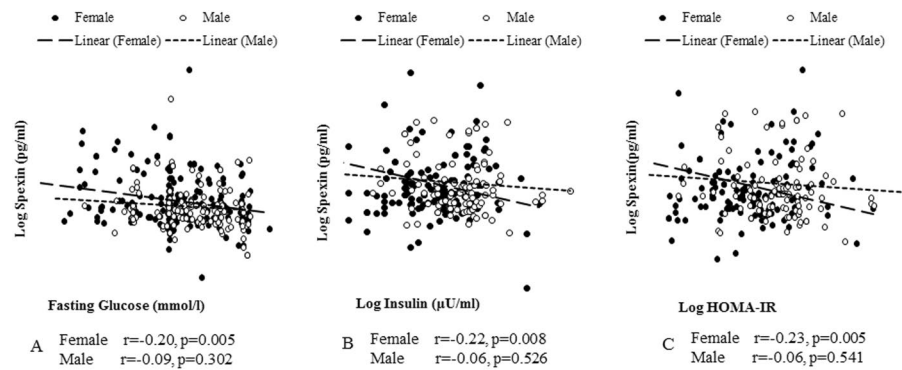 Female Male
Linear (Female) Linear (Male)
Log Spexin (pg/ml)
Fasting Glucose (mmol/l)
A
Female r=-0.20, p=0.005
Male r=-0.09, p=0.302
Female Male
Linear (Female) Linear (Male)
Log Spexin (pg/ml)
Log Insulin (µU/ml)
B
Female r=-0.22, p=0.008
Male r=-0.06, p=0.526
Female Male
Linear (Female) Linear (Male)
Log Spexin(pg/ml)
Log HOMA-IR
C
Female r=-0.23, p=0.005
Male r=-0.06, p=0.541